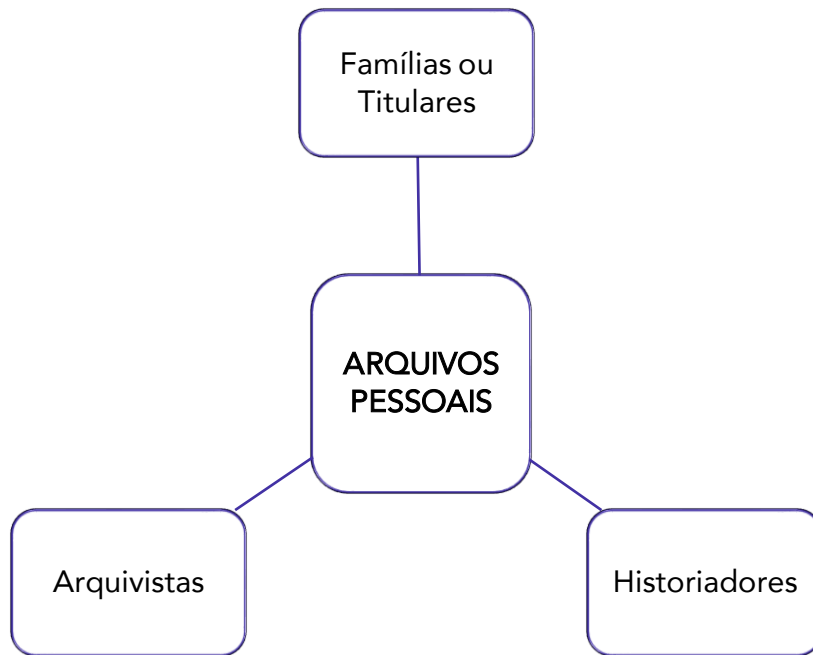 Famílias ou
Titulares
ARQUIVOS
PESSOAIS
Arquivistas
Historiadores